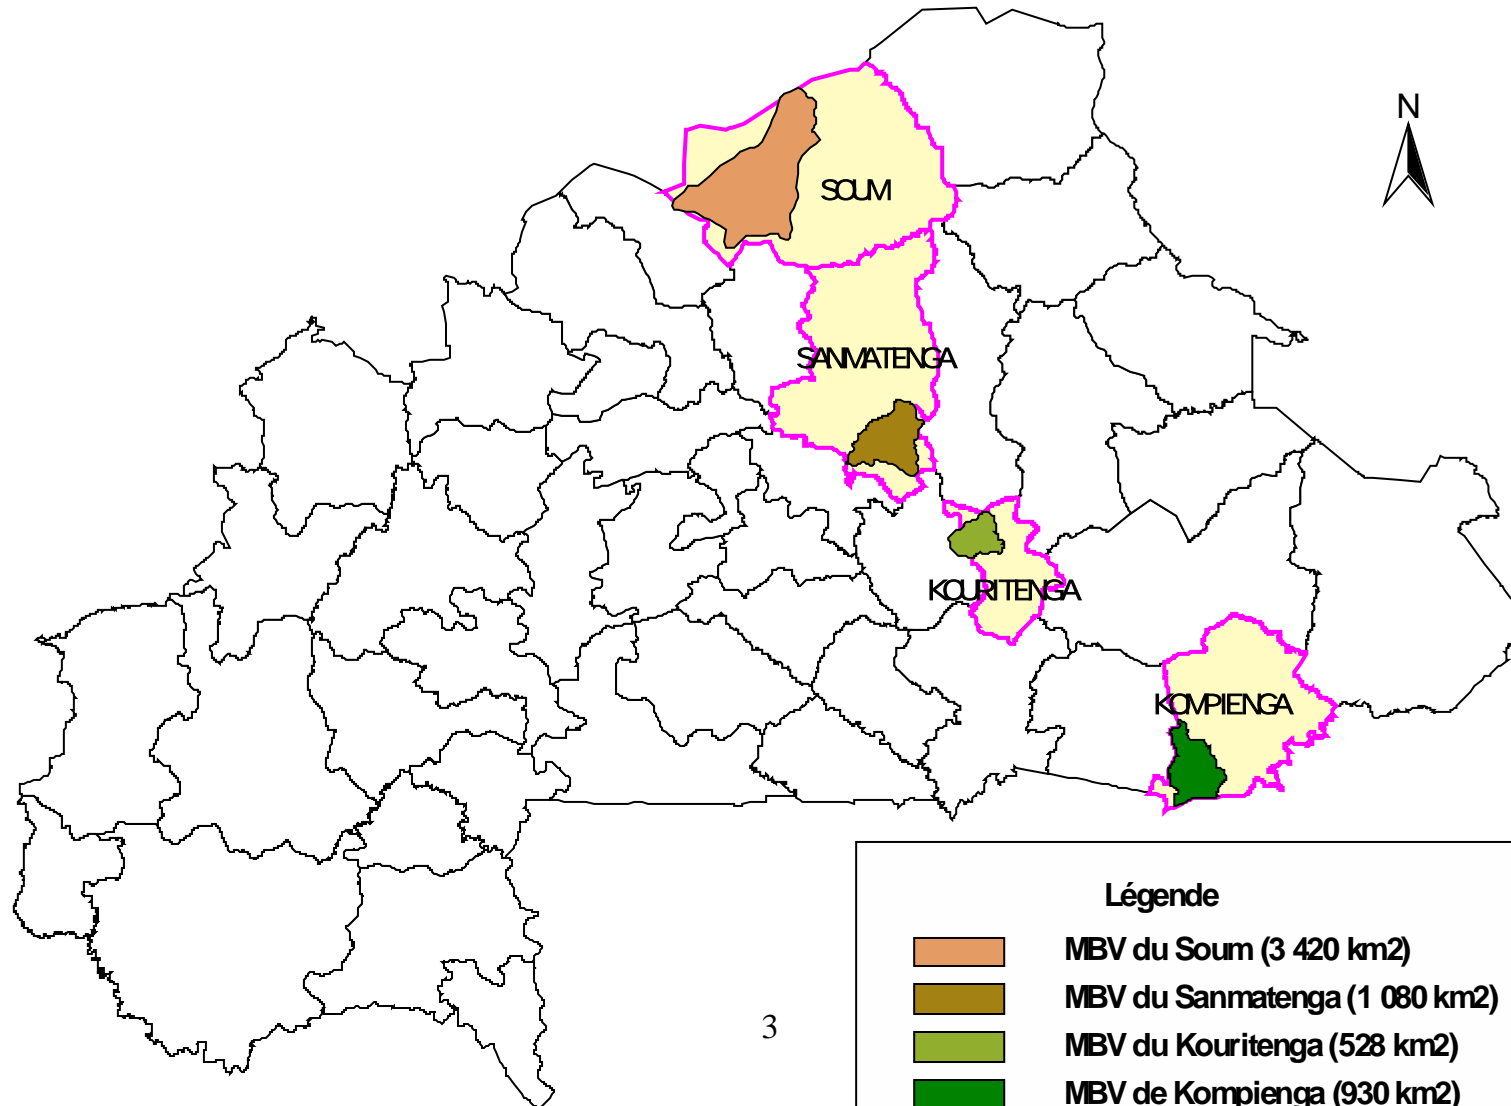 N
SOUM
SANMATENGA
KOURITENGA
KOMPIENGA
Légende
MBV du Soum (3 420 km2)
MBV du Sanmatenga (1 080 km2)
3
MBV du Kouritenga (528 km2)
MBV de Kompienga (930 km2)